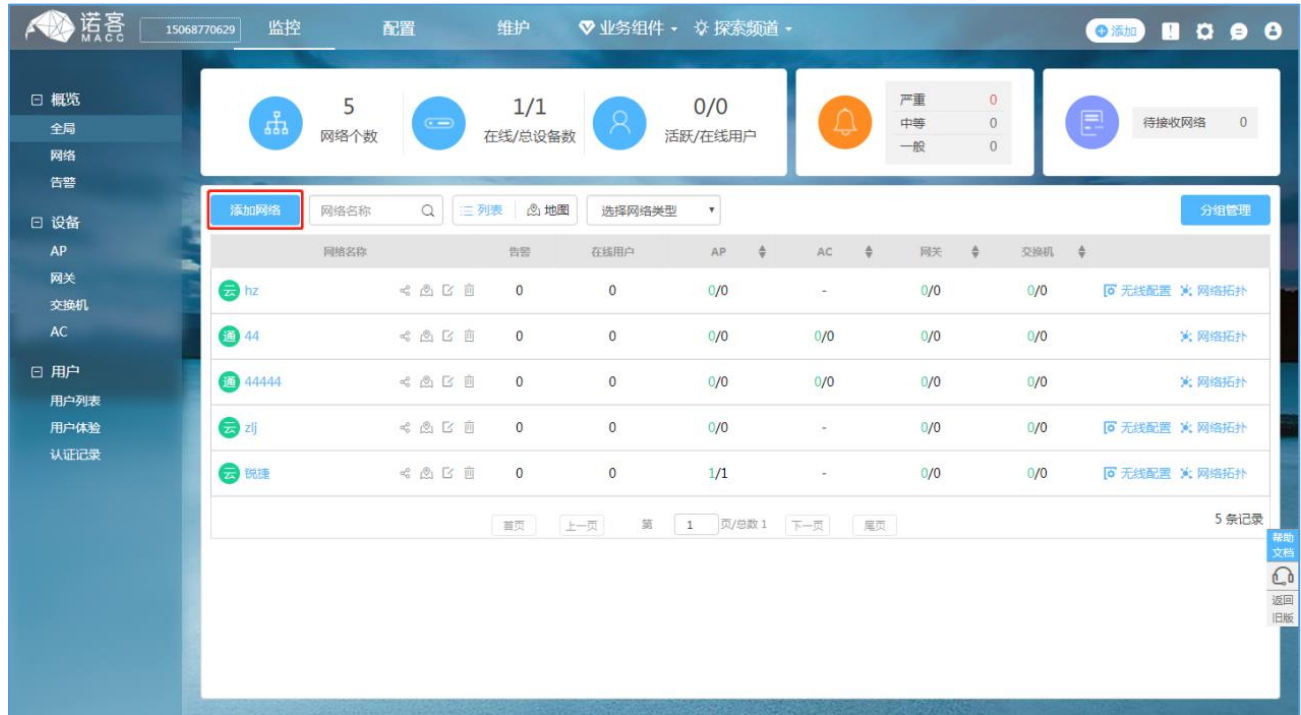 诺客 MACC 15068770629 监控 配置 维护 业务组件 探索频道 添加
概览
全局
网络
告警
设备
AP
网关
交换机
AC
用户
用户列表
用户体验
认证记录
5
网络个数
1/1
在线/总设备数
0/0
活跃/在线用户
严重 0
中等 0
一般 0
待接收网络 0
添加网络 网络名称 列表 地图 选择网络类型 分组管理
网络名称 告警 在线用户 AP AC 网关 交换机
云 hz 0 0 0/0 - 0/0 0/0 无线配置 网络拓扑
通 44 0 0 0/0 0/0 0/0 0/0 网络拓扑
通 44444 0 0 0/0 0/0 0/0 0/0 网络拓扑
云 zlj 0 0 0/0 - 0/0 0/0 无线配置 网络拓扑
云 锐捷 0 0 1/1 - 0/0 0/0 无线配置 网络拓扑
首页 上一页 第 1 页/总数 1 下一页 尾页 5 条记录
帮助
文档
返回
旧版